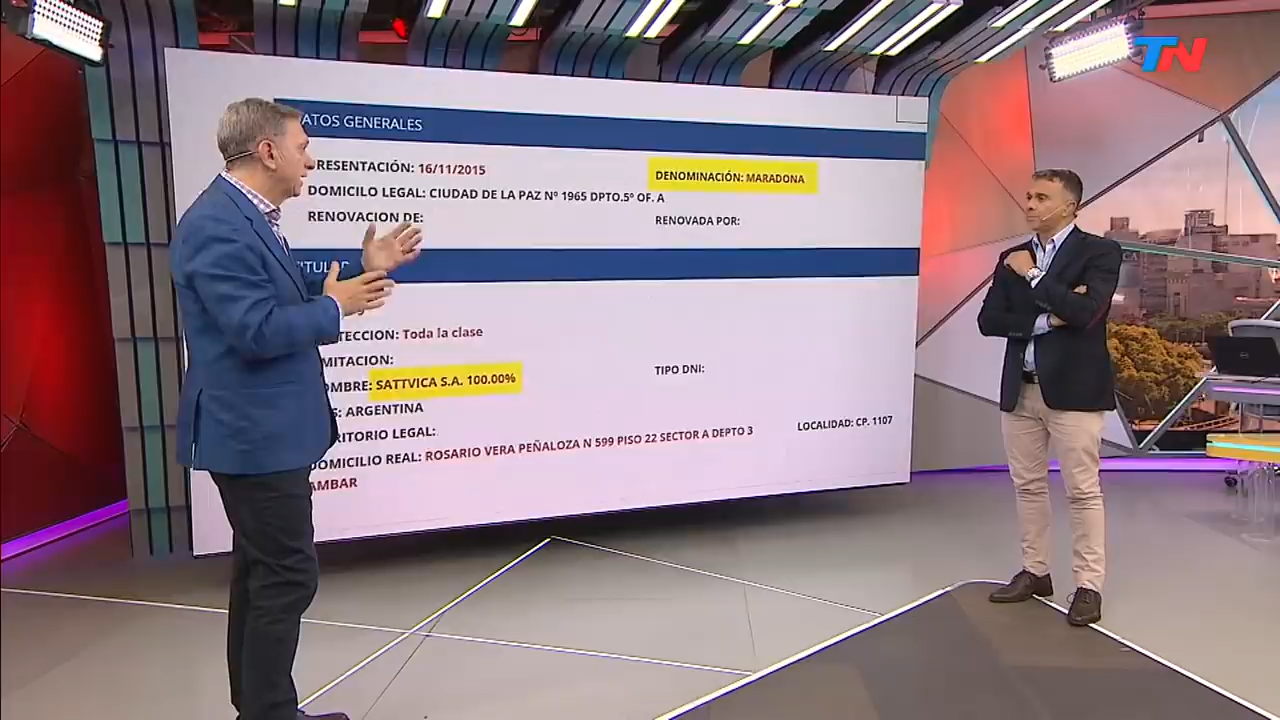 TN
ATOS GENERALES
RESENTACIÓN: 16/11/2015
DENOMINACIÓN: MARADONA
DOMICILO LEGAL: CIUDAD DE LA PAZ Nº 1965 DPTO.5º OF. A
RENOVACION DE:
RENOVADA POR:
ITULAR
TECCION: Toda la clase
MITACION:
OMBRE: SATTVICA S.A. 100.00%
TIPO DNI:
S: ARGENTINA
RITORIO LEGAL:
LOCALIDAD: CP. 1107
DOMICILIO REAL: ROSARIO VERA PEÑALOZA N 599 PISO 22 SECTOR A DEPTO 3
AMBAR